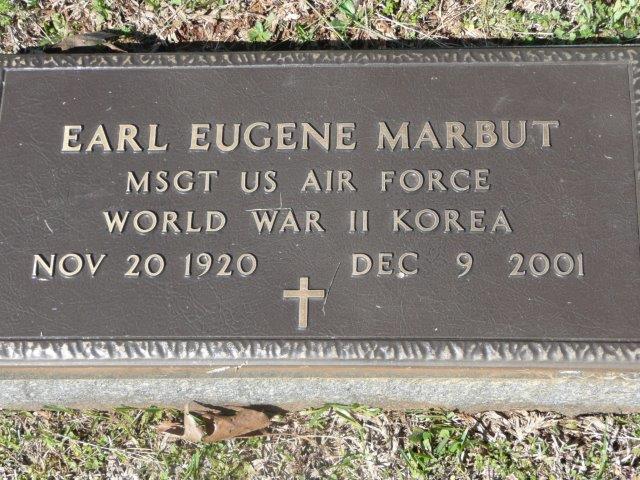 EARL EUGENE MARBUT
MSGT US AIR FORCE
WORLD WAR II KOREA
NOV 20 1920 DEC 9 2001